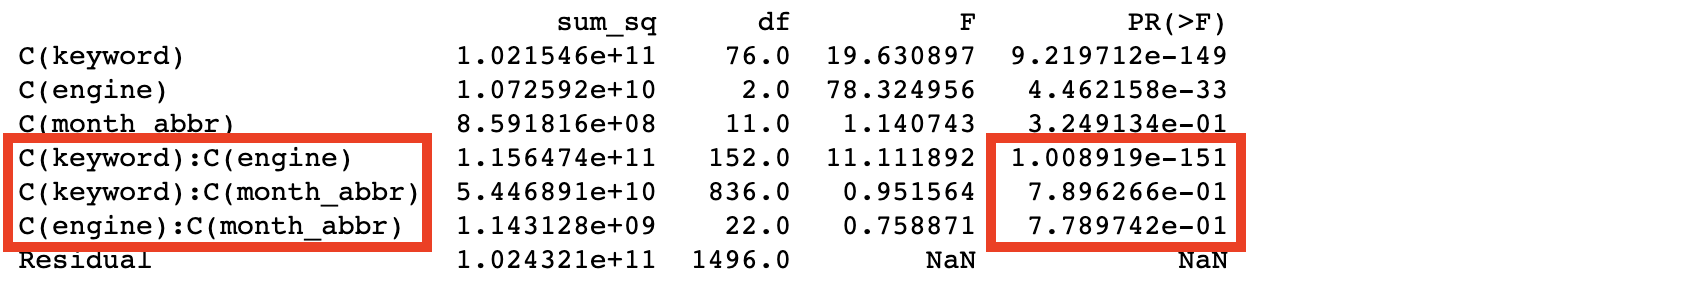 sum_sq df F PR(>F)
C(keyword) 1.021546e+11 76.0 19.630897 9.219712e-149
C(engine) 1.072592e+10 2.0 78.324956 4.462158e-33
C(month_abbr) 8.591816e+08 11.0 1.140743 3.249134e-01
C(keyword):C(engine) 1.156474e+11 152.0 11.111892 1.008919e-151
C(keyword):C(month_abbr) 5.446891e+10 836.0 0.951564 7.896266e-01
C(engine):C(month_abbr) 1.143128e+09 22.0 0.758871 7.789742e-01
Residual 1.024321e+11 1496.0 NaN NaN